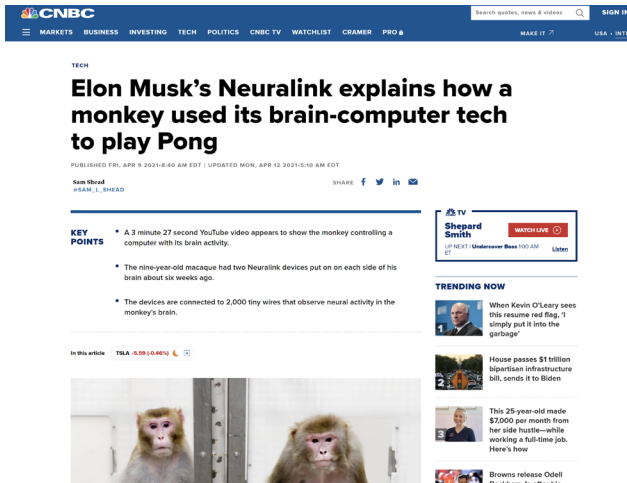 CNBC
Search quotes, news & videos
SIGN IN
MARKETS BUSINESS INVESTING TECH POLITICS CNBC TV WATCHLIST CRAMER PRO
MAKE IT
USA • INT
TECH
Elon Musk’s Neuralink explains how a
monkey used its brain-computer tech
to play Pong
PUBLISHED FRI, APR 9 2021•8:40 AM EDT | UPDATED MON, APR 12 2021•5:10 AM EDT
Sam Shead
@SAM_L_SHEAD
SHARE
KEY
POINTS
• A 3 minute 27 second YouTube video appears to show the monkey controlling a
computer with its brain activity.
• The nine-year-old macaque had two Neuralink devices put on on each side of his
brain about six weeks ago.
• The devices are connected to 2,000 tiny wires that observe neural activity in the
monkey’s brain.
In this article
TSLA -5.59 (-0.46%)
TV
Shepard
Smith
WATCH LIVE
UP NEXT | Undercover Boss 1:00 AM
ET
Listen
TRENDING NOW
1
When Kevin O’Leary sees
this resume red flag, ‘I
simply put it into the
garbage’
2
House passes $1 trillion
bipartisan infrastructure
bill, sends it to Biden
3
This 25-year-old made
$7,000 per month from
her side hustle—while
working a full-time job.
Here’s how
Browns release Odell